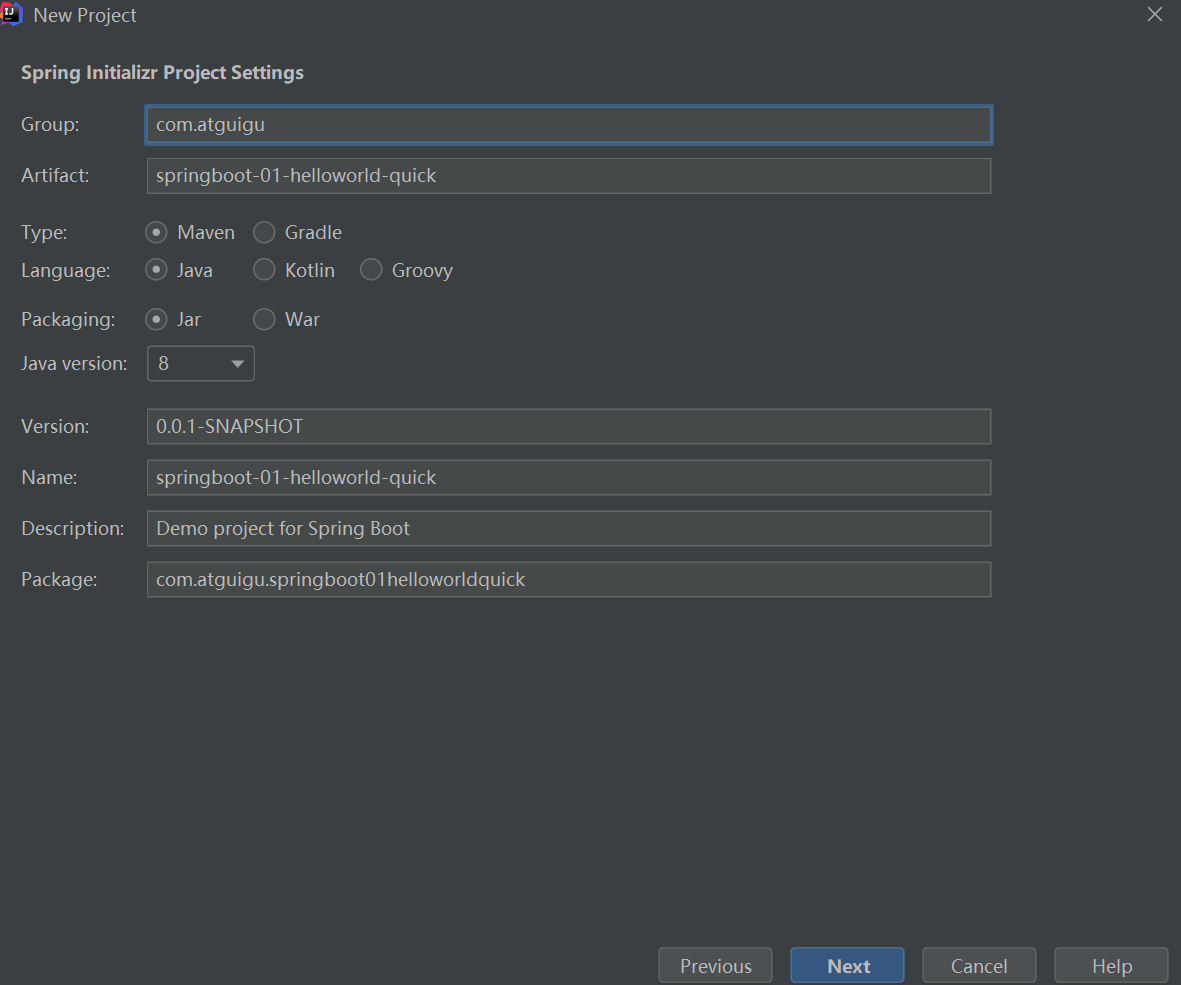 New Project
Spring Initializr Project Settings
Group: com.atguigu
Artifact: springboot-01-helloworld-quick
Type: Maven Gradle
Language: Java Kotlin Groovy
Packaging: Jar War
Java version: 8
Version: 0.0.1-SNAPSHOT
Name: springboot-01-helloworld-quick
Description: Demo project for Spring Boot
Package: com.atguigu.springboot01helloworldquick
Previous Next Cancel Help